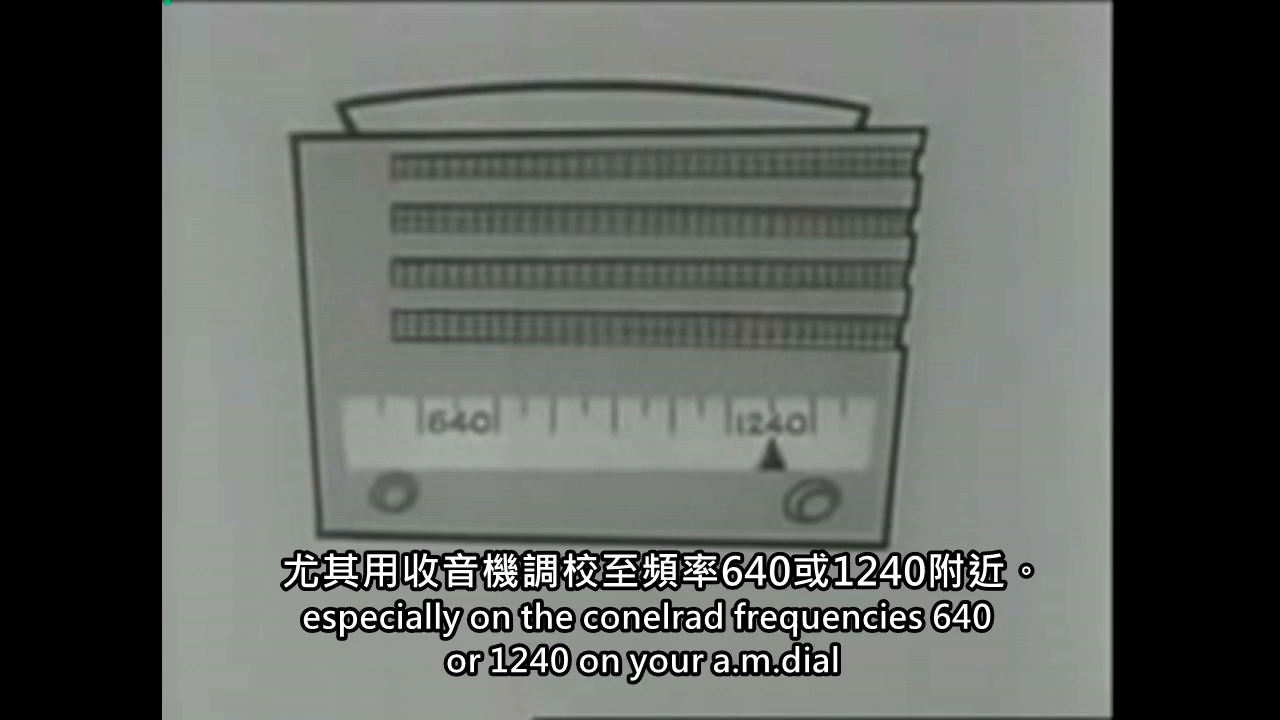 640 1240
尤其用收音機調校至頻率640或1240附近。
especially on the conelrad frequencies 640
or 1240 on your a.m.dial